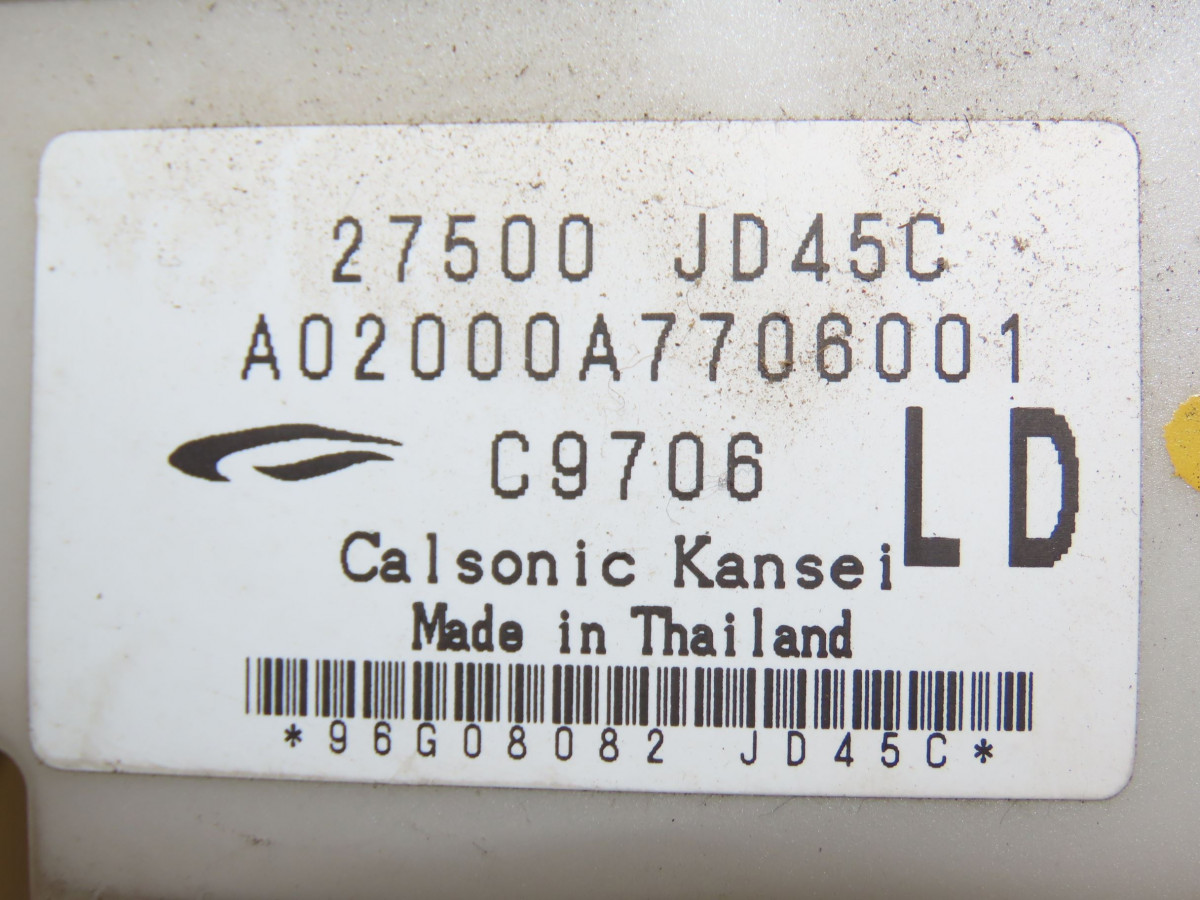 27500 JD45C
A02000A7706001
C9706
LD
Calsonic Kansei
Made in Thailand
*96G08082 JD45C*